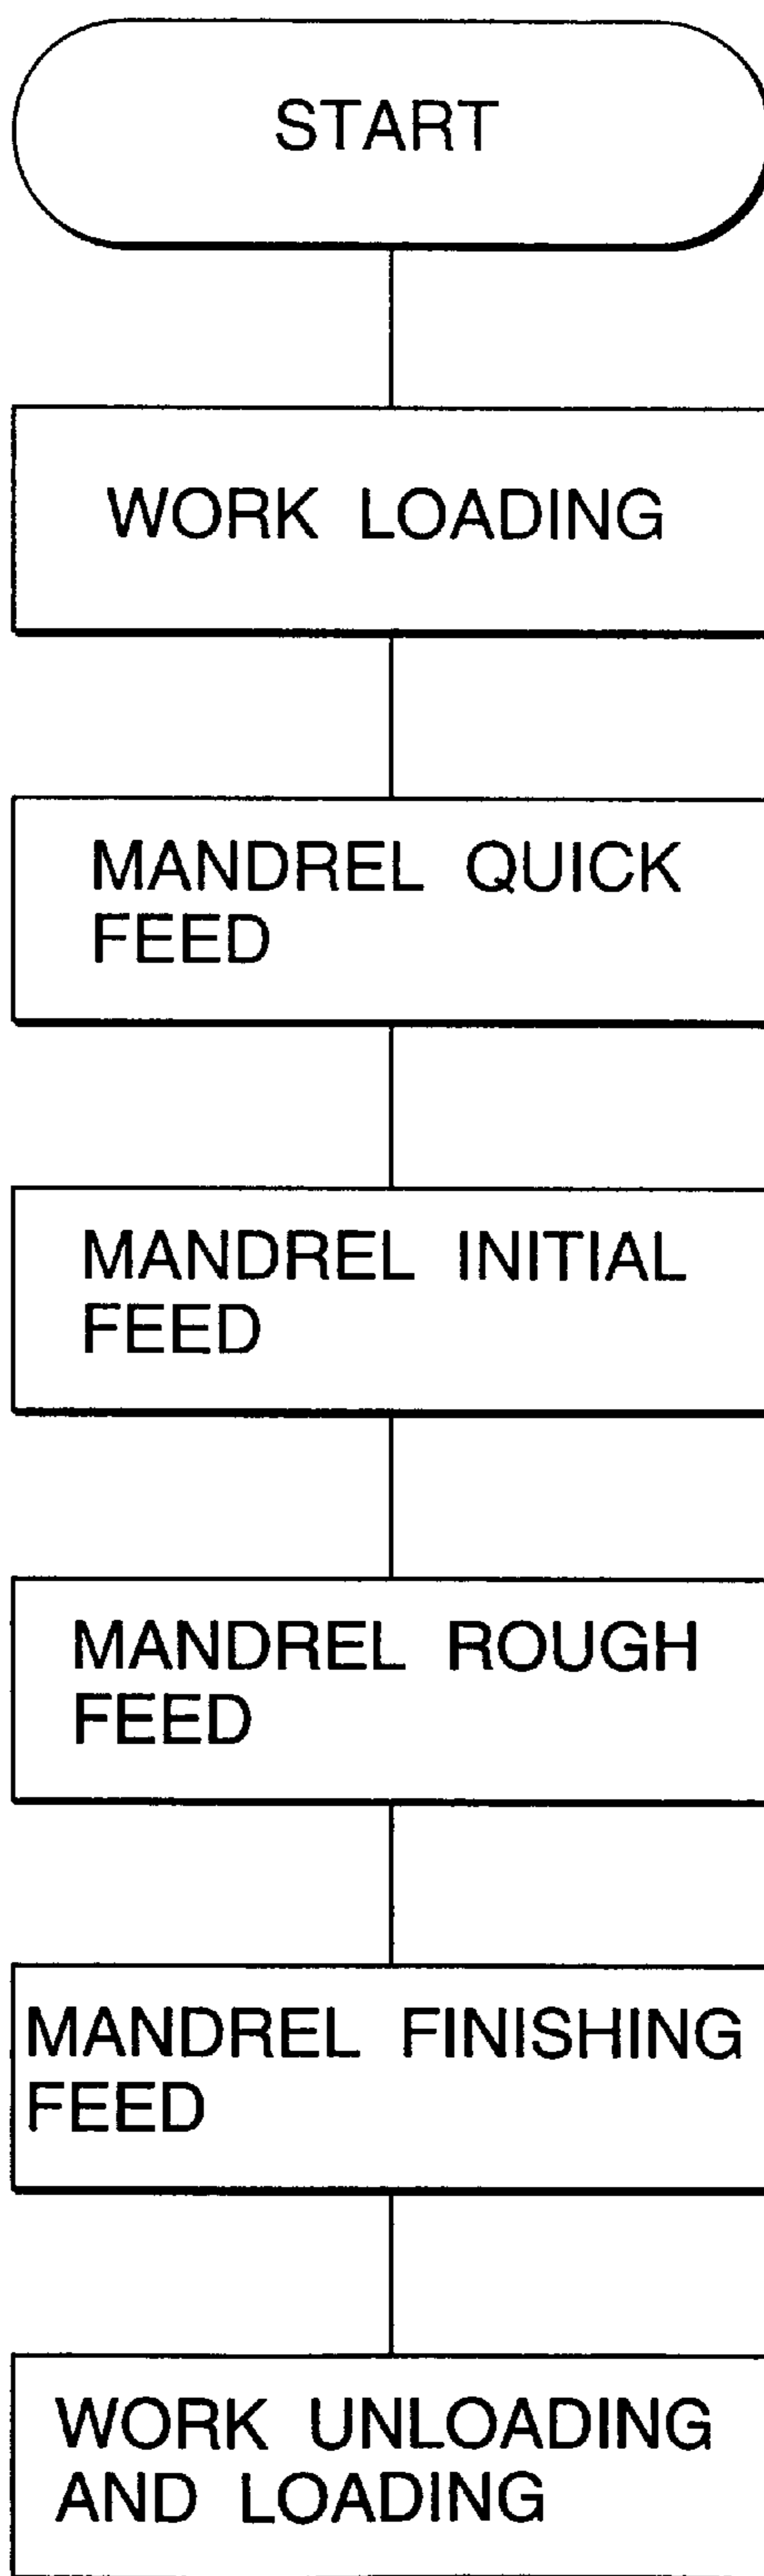 START
WORK LOADING
MANDREL QUICK
FEED
MANDREL INITIAL
FEED
MANDREL ROUGH
FEED
MANDREL FINISHING
FEED
WORK UNLOADING
AND LOADING